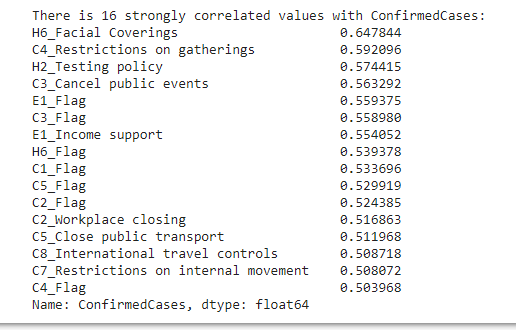 There is 16 strongly correlated values with ConfirmedCases:
H6_Facial Coverings 0.647844
C4_Restrictions on gatherings 0.592096
H2_Testing policy 0.574415
C3_Cancel public events 0.563292
E1_Flag 0.559375
C3_Flag 0.558980
E1_Income support 0.554052
H6_Flag 0.539378
C1_Flag 0.533696
C5_Flag 0.529919
C2_Flag 0.524385
C2_Workplace closing 0.516863
C5_Close public transport 0.511968
C8_International travel controls 0.508718
C7_Restrictions on internal movement 0.508072
C4_Flag 0.503968
Name: ConfirmedCases, dtype: float64